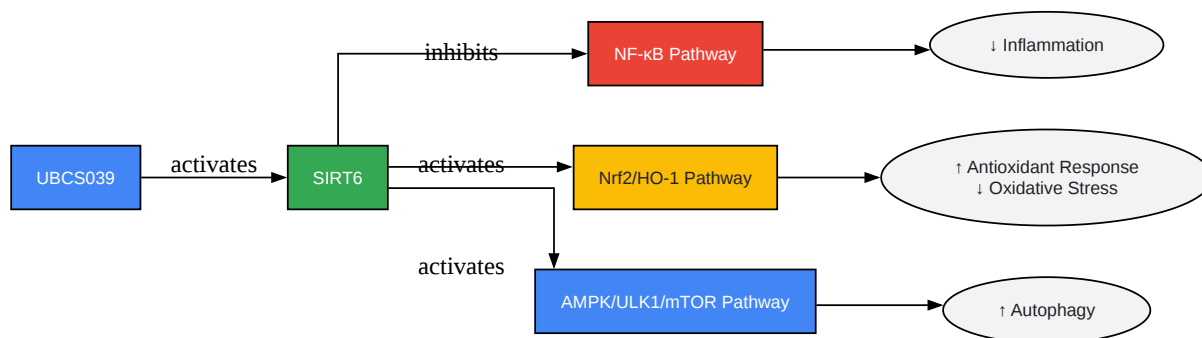 inhibits
NF-κB Pathway
↓ Inflammation
UBCS039
activates
SIRT6
activates
Nrf2/HO-1 Pathway
↑ Antioxidant Response
↓ Oxidative Stress
activates
AMPK/ULK1/mTOR Pathway
↑ Autophagy